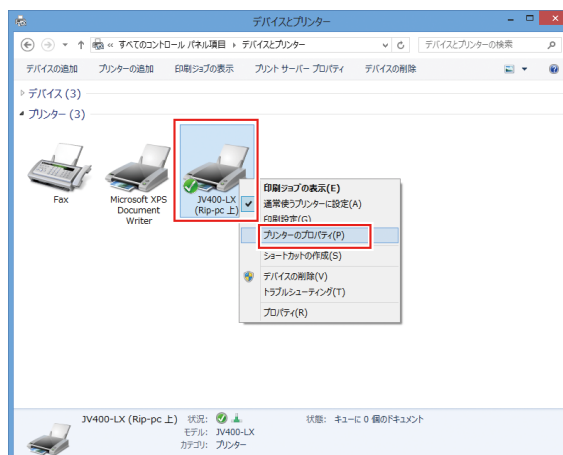 デバイスとプリンター
« すべてのコントロール パネル項目 ▸ デバイスとプリンター
デバイスとプリンターの検索
デバイスの追加 プリンターの追加 印刷ジョブの表示 プリント サーバー プロパティ デバイスの削除
デバイス (3)
プリンター (3)
Fax
Microsoft XPS
Document
Writer
JV400-LX
(Rip-pc 上)
印刷ジョブの表示(E)
通常使うプリンターに設定(A)
印刷設定(G)
プリンターのプロパティ(P)
ショートカットの作成(S)
デバイスの削除(V)
トラブルシューティング(T)
プロパティ(R)
JV400-LX (Rip-pc 上) 状況: 状態: キューに 0 個のドキュメント
モデル: JV400-LX
カテゴリ: プリンター